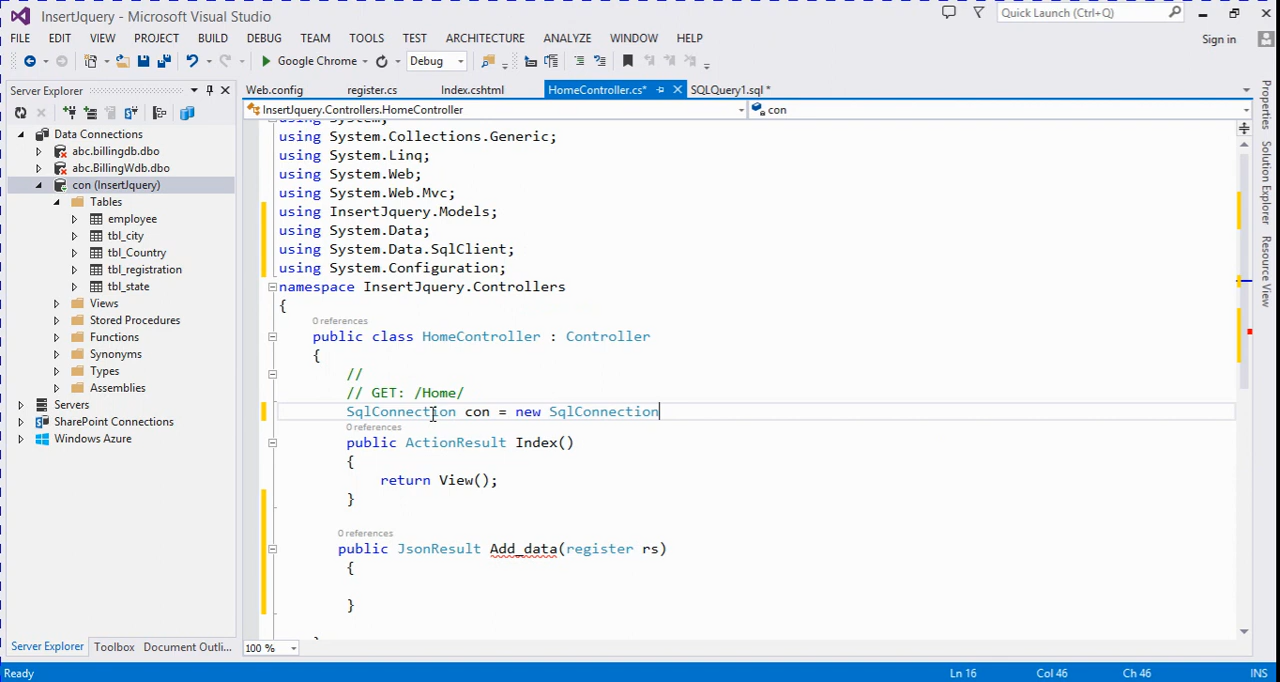 InsertJquery - Microsoft Visual Studio
Quick Launch (Ctrl+Q)
FILE EDIT VIEW PROJECT BUILD DEBUG TEAM TOOLS TEST ARCHITECTURE ANALYZE WINDOW HELP
Sign in
Google Chrome Debug
Server Explorer
Web.config register.cs Index.cshtml HomeController.cs* SQLQuery1.sql *
InsertJquery.Controllers.HomeController con
Data Connections
abc.billingdb.dbo
abc.BillingWdb.dbo
con (InsertJquery)
Tables
employee
tbl_city
tbl_Country
tbl_registration
tbl_state
Views
Stored Procedures
Functions
Synonyms
Types
Assemblies
Servers
SharePoint Connections
Windows Azure
using System;
using System.Collections.Generic;
using System.Linq;
using System.Web;
using System.Web.Mvc;
using InsertJquery.Models;
using System.Data;
using System.Data.SqlClient;
using System.Configuration;
namespace InsertJquery.Controllers
{
0 references
public class HomeController : Controller
{
//
// GET: /Home/
SqlConnection con = new SqlConnection
0 references
public ActionResult Index()
{
return View();
}
0 references
public JsonResult Add_data(register rs)
{
}
Properties
Solution Explorer
Resource View
Server Explorer Toolbox Document Outli...
100 %
Ready Ln 16 Col 46 Ch 46 INS